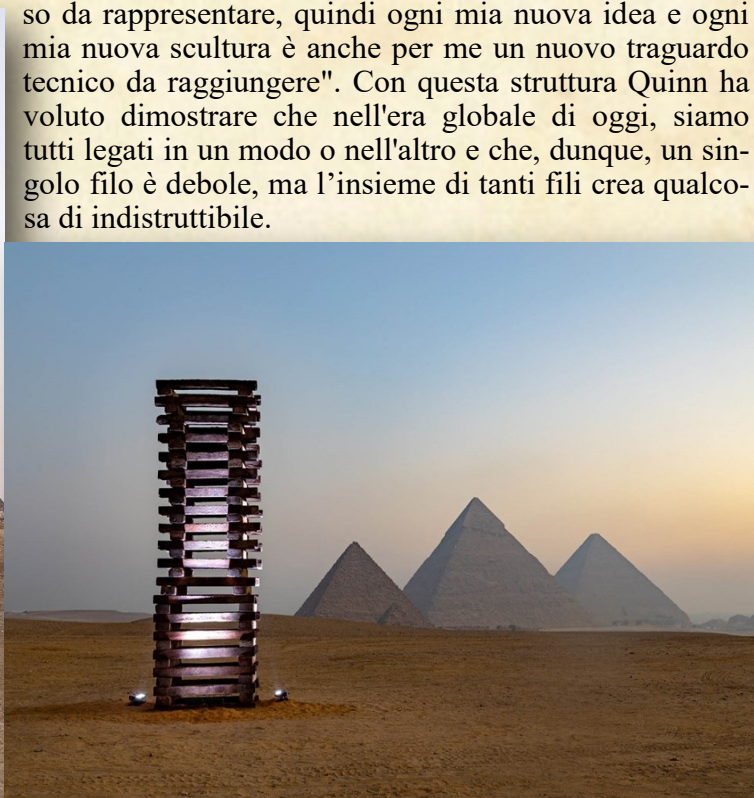 so da rappresentare, quindi ogni mia nuova idea e ogni
mia nuova scultura è anche per me un nuovo traguardo
tecnico da raggiungere". Con questa struttura Quinn ha
voluto dimostrare che nell'era globale di oggi, siamo
tutti legati in un modo o nell'altro e che, dunque, un sin-
golo filo è debole, ma l’insieme di tanti fili crea qualco-
sa di indistruttibile.